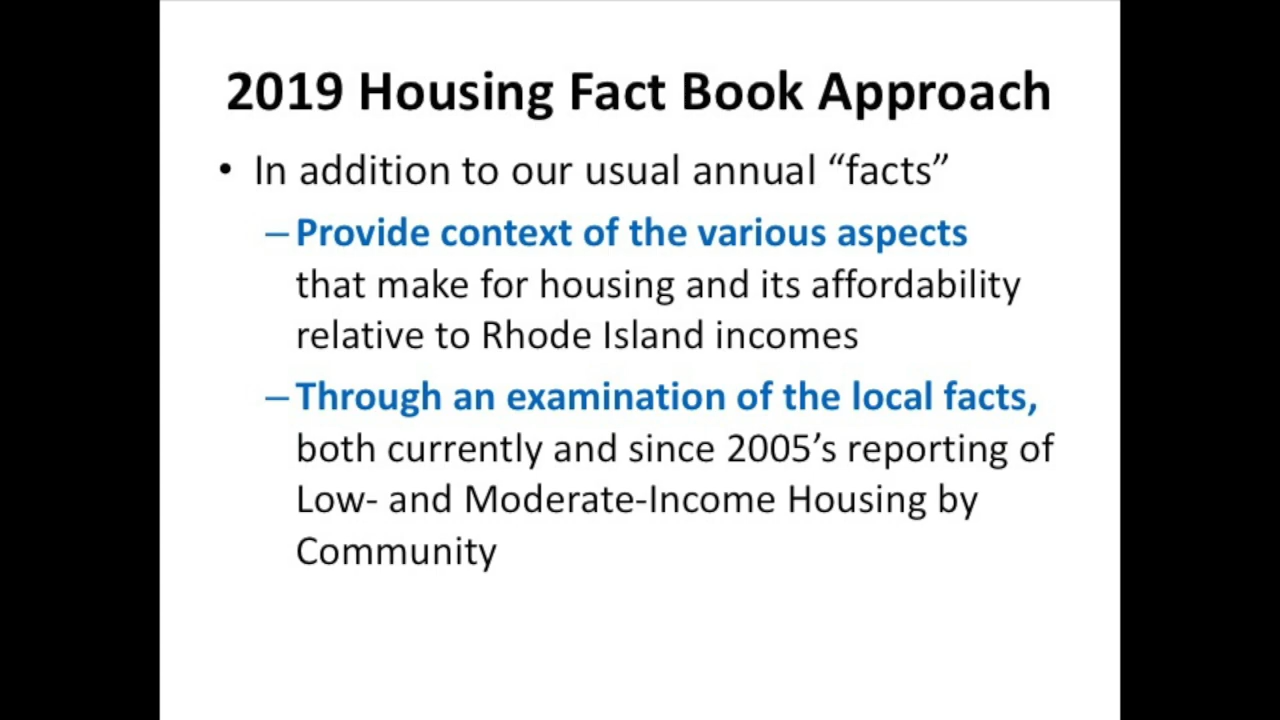 2019 Housing Fact Book Approach
• In addition to our usual annual “facts”
– Provide context of the various aspects
that make for housing and its affordability
relative to Rhode Island incomes
– Through an examination of the local facts,
both currently and since 2005’s reporting of
Low- and Moderate-Income Housing by
Community